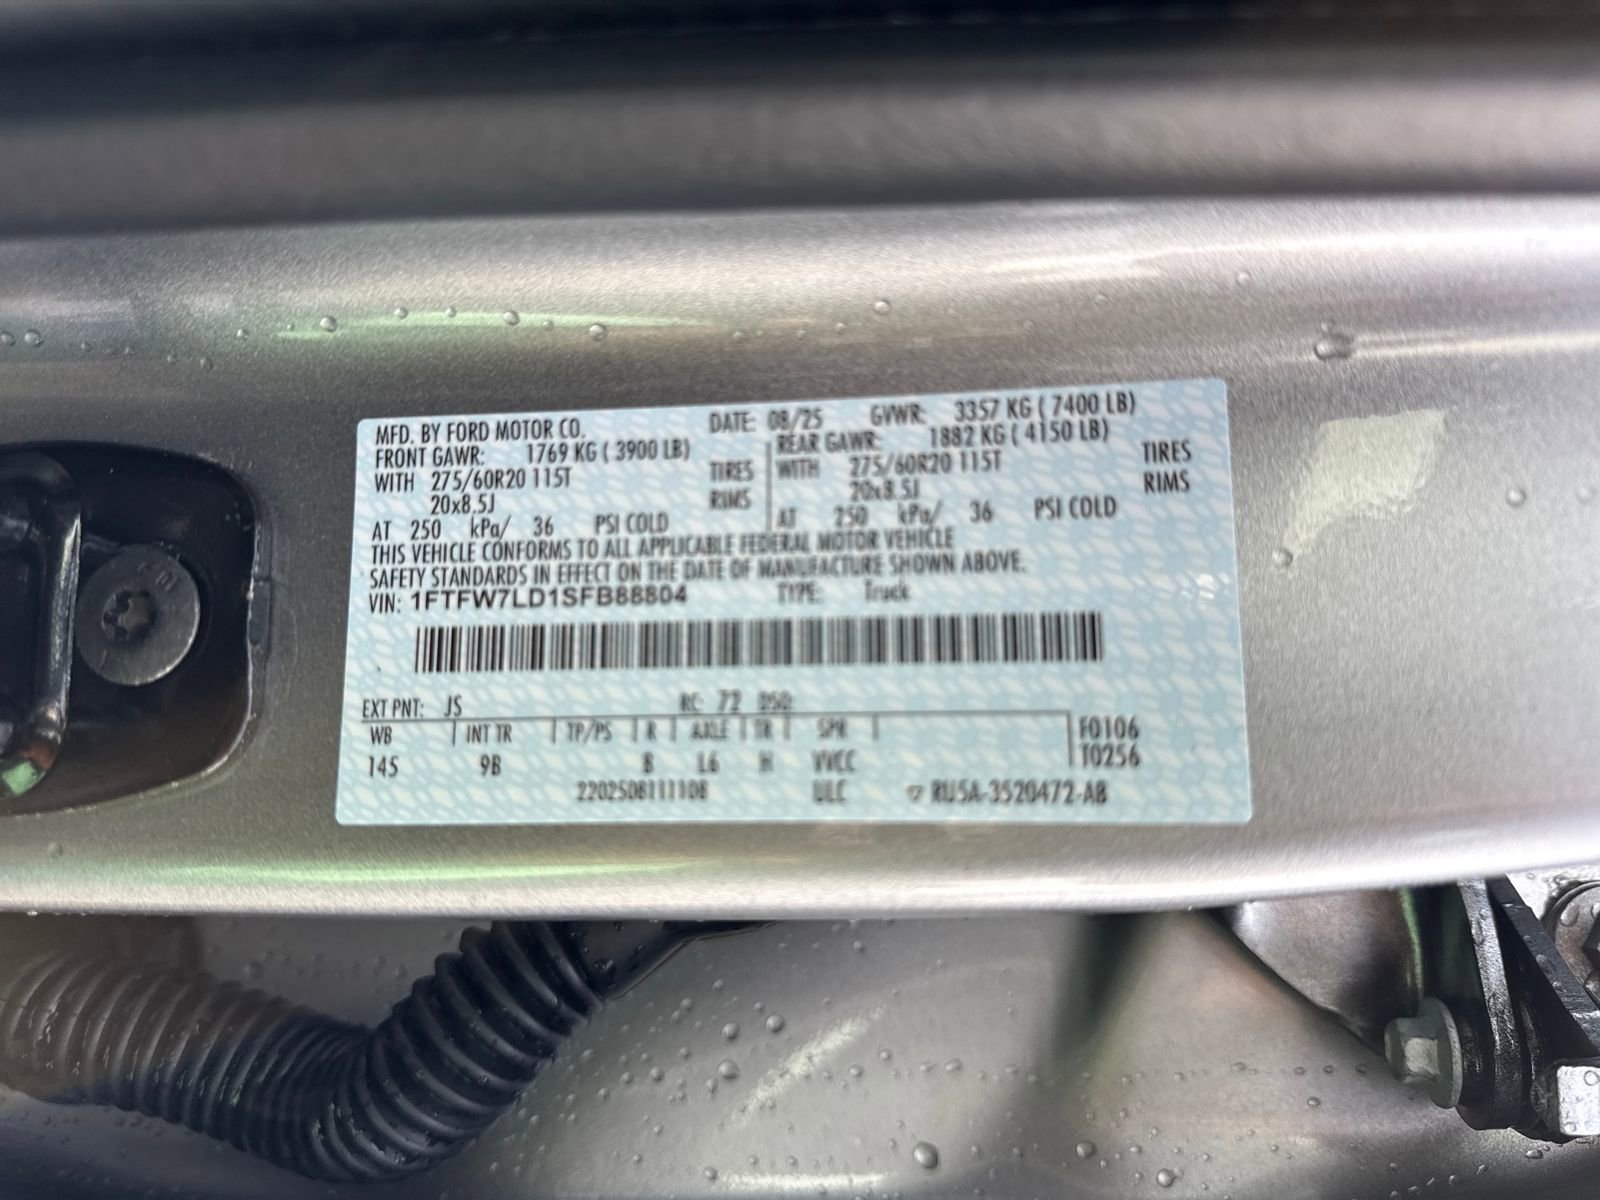 MFD. BY FORD MOTOR CO. DATE: 08/25 GVWR: 3357 KG ( 7400 LB)
FRONT GAWR: 1769 KG ( 3900 LB) REAR GAWR: 1882 KG ( 4150 LB)
WITH 275/60R20 115T TIRES WITH 275/60R20 115T TIRES
20x8.5J RIMS 20x8.5J RIMS
AT 250 kPa/ 36 PSI COLD AT 250 kPa/ 36 PSI COLD
THIS VEHICLE CONFORMS TO ALL APPLICABLE FEDERAL MOTOR VEHICLE
SAFETY STANDARDS IN EFFECT ON THE DATE OF MANUFACTURE SHOWN ABOVE.
VIN: 1FTFW7LD1SFB88804 TYPE: Truck
EXT PNT: JS RC: 72 DSO:
WB INT TR TP/PS R AXLE TR SPR F0106
145 9B B L6 H VVCC T0256
2202508111108 ULC RU5A-3520472-AB